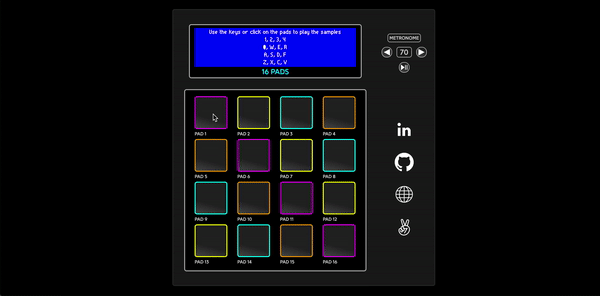 Use the Keys or click on the pads to play the samples
1, 2, 3, 4
Q, W, E, R
A, S, D, F
Z, X, C, V
16 PADS
METRONOME
70
PAD 1
PAD 2
PAD 3
PAD 4
PAD 5
PAD 6
PAD 7
PAD 8
PAD 9
PAD 10
PAD 11
PAD 12
PAD 13
PAD 14
PAD 15
PAD 16
in